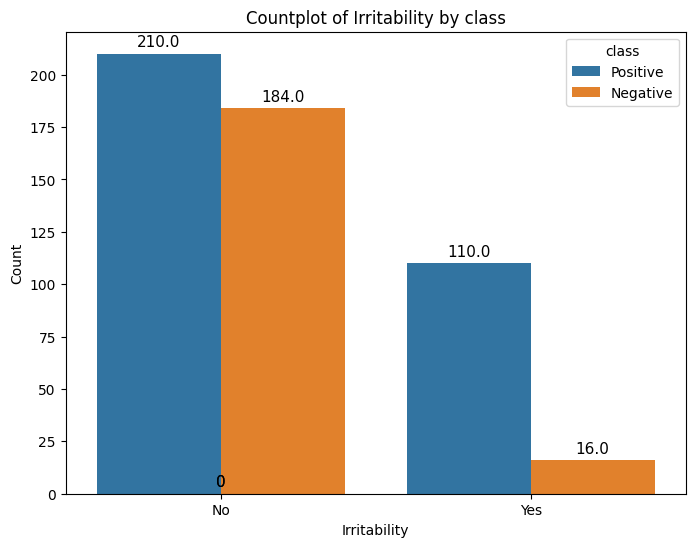 Countplot of Irritability by class
210.0
184.0
110.0
16.0
0
class
Positive
Negative
Count
200
175
150
125
100
75
50
25
0
No
Yes
Irritability